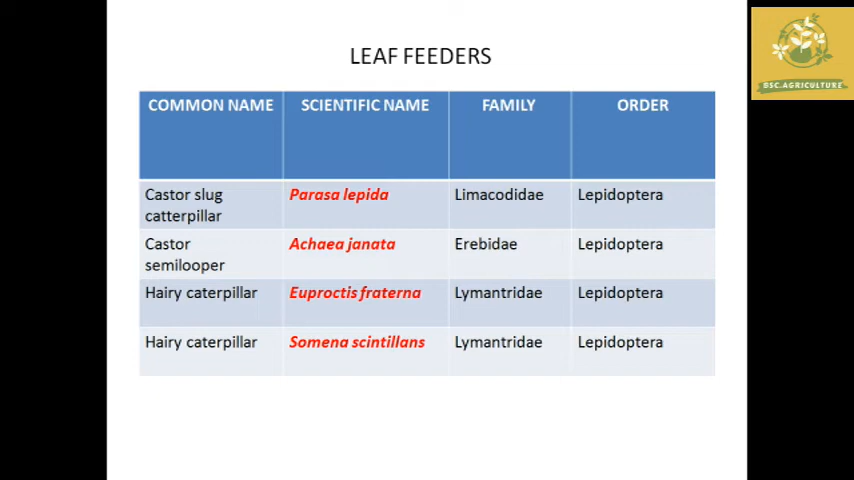 LEAF FEEDERS
BSC.AGRICULTURE
COMMON NAME SCIENTIFIC NAME FAMILY ORDER
Castor slug Parasa lepida Limacodidae Lepidoptera
catterpillar
Castor Achaea janata Erebidae Lepidoptera
semilooper
Hairy caterpillar Euproctis fraterna Lymantridae Lepidoptera
Hairy caterpillar Somena scintillans Lymantridae Lepidoptera